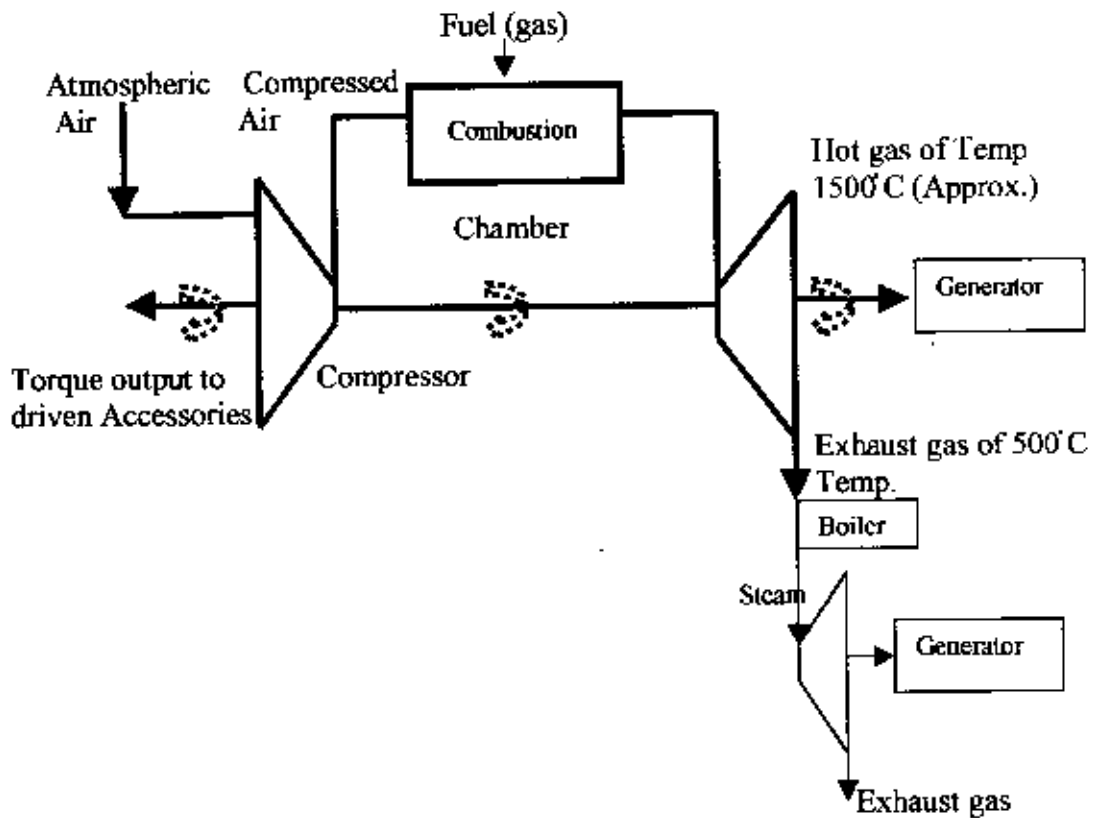 Fuel (gas)
Atmospheric
Air
Compressed
Air
Combustion
Chamber
Hot gas of Temp
1500°C (Approx.)
Generator
Torque output to
driven Accessories
Compressor
Exhaust gas of 500°C
Temp.
Boiler
Steam
Generator
Exhaust gas